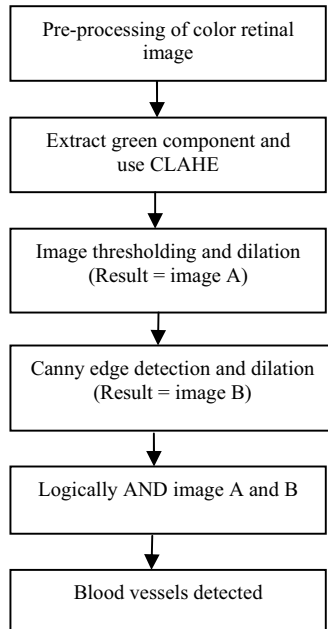 Pre-processing of color retinal
image
Extract green component and
use CLAHE
Image thresholding and dilation
(Result = image A)
Canny edge detection and dilation
(Result = image B)
Logically AND image A and B
Blood vessels detected